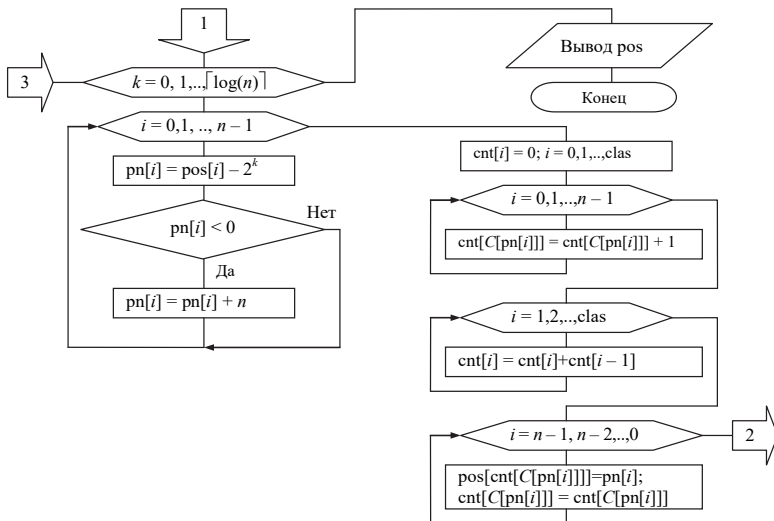 1
3
k = 0, 1,..,⌈log(n)⌉
Вывод pos
Конец
i = 0,1, .., n – 1
pn[i] = pos[i] – 2^k
pn[i] < 0
Нет
Да
pn[i] = pn[i] + n
cnt[i] = 0; i = 0,1,..,clas
i = 0,1,..,n – 1
cnt[C[pn[i]]] = cnt[C[pn[i]]] + 1
i = 1,2,..,clas
cnt[i] = cnt[i]+cnt[i – 1]
i = n – 1, n – 2,..,0
2
pos[cnt[C[pn[i]]]]=pn[i];
cnt[C[pn[i]]] = cnt[C[pn[i]]]